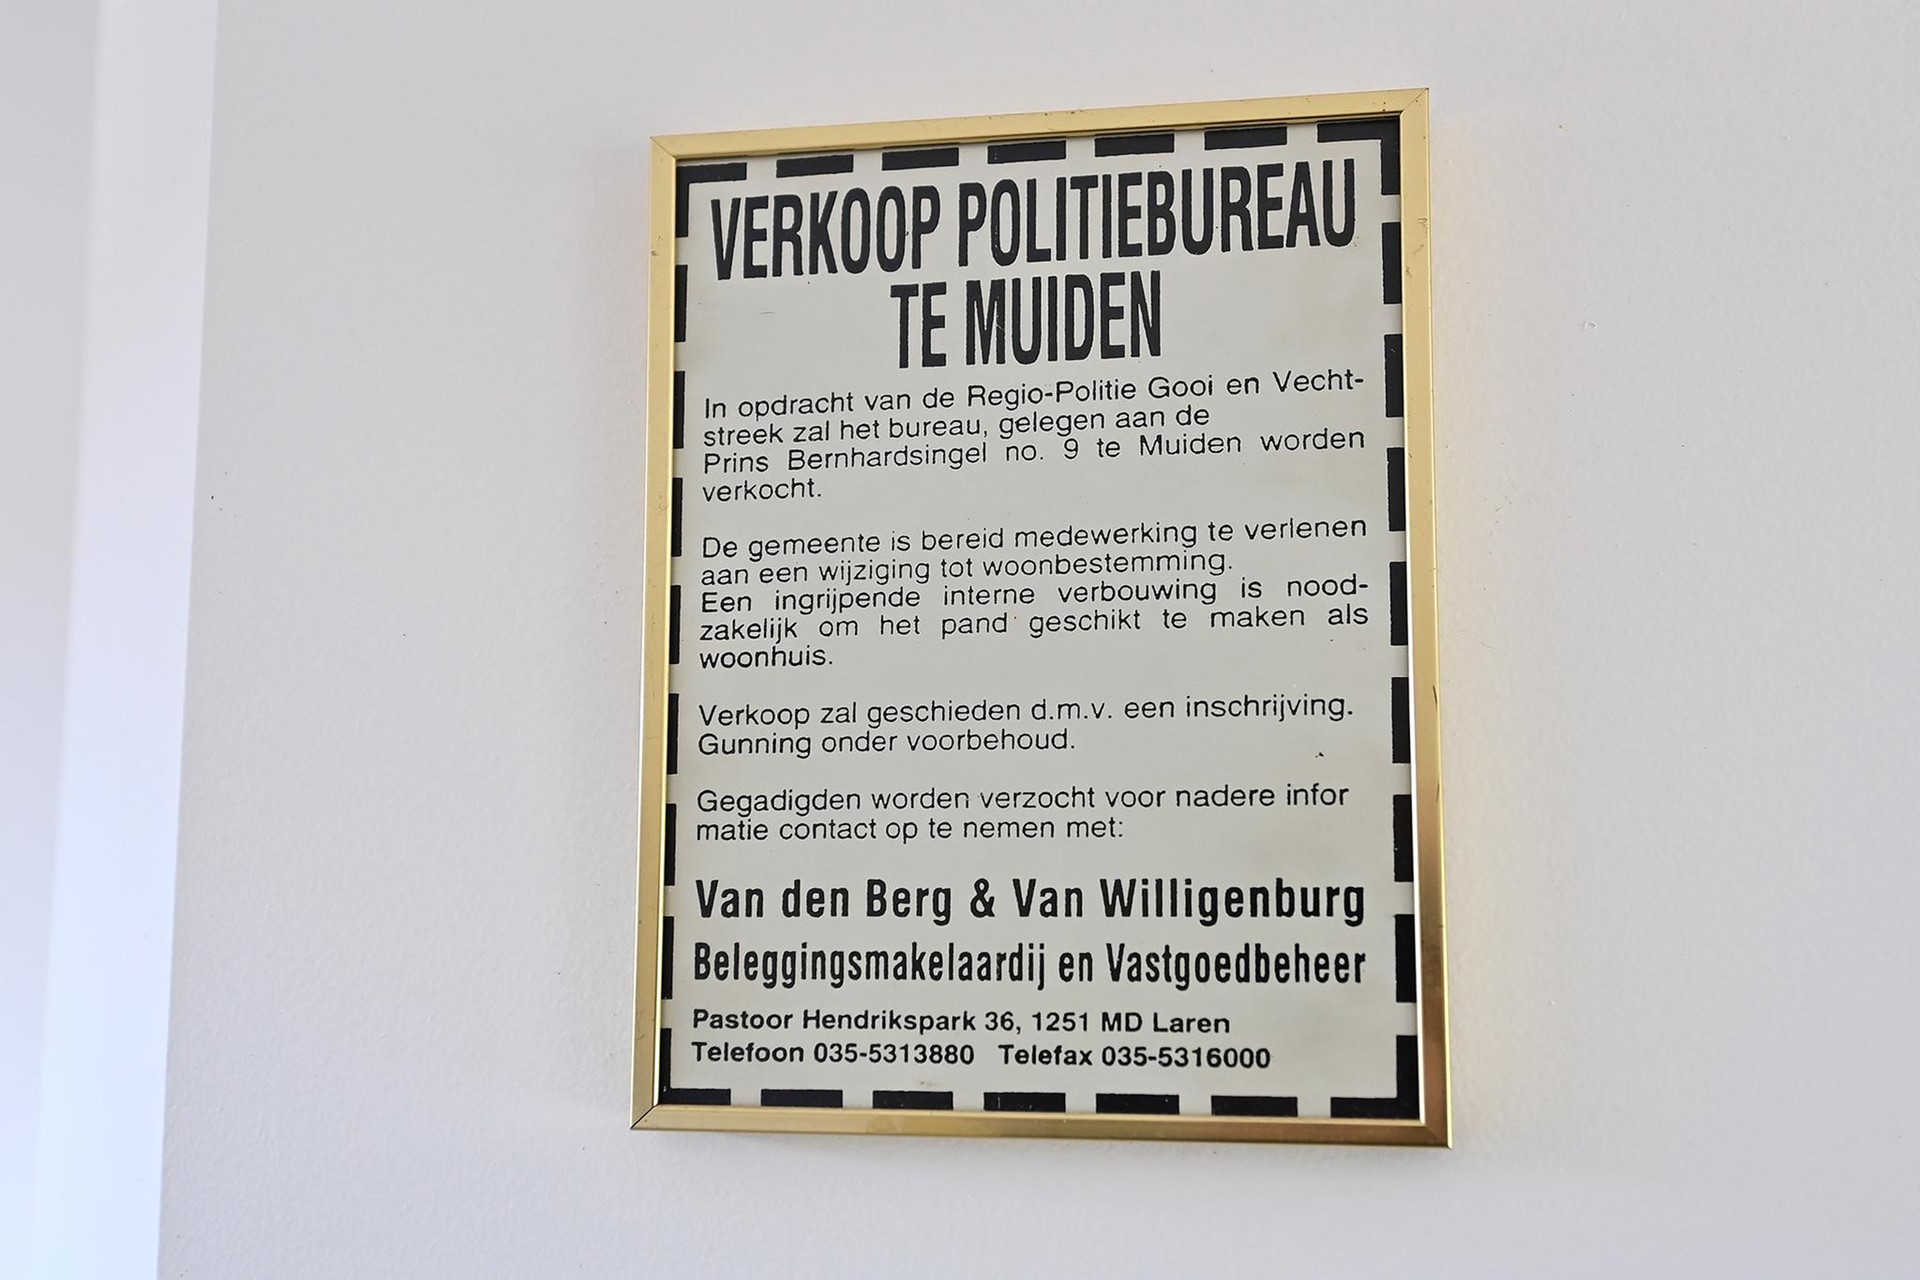 VERKOOP POLITIEBUREAU
TE MUIDEN
In opdracht van de Regio-Politie Gooi en Vecht-
streek zal het bureau, gelegen aan de
Prins Bernhardsingel no. 9 te Muiden worden
verkocht.
De gemeente is bereid medewerking te verlenen
aan een wijziging tot woonbestemming.
Een ingrijpende interne verbouwing is nood-
zakelijk om het pand geschikt te maken als
woonhuis.
Verkoop zal geschieden d.m.v. een inschrijving.
Gunning onder voorbehoud.
Gegadigden worden verzocht voor nadere infor
matie contact op te nemen met:
Van den Berg & Van Willigenburg
Beleggingsmakelaardij en Vastgoedbeheer
Pastoor Hendrikspark 36, 1251 MD Laren
Telefoon 035-5313880 Telefax 035-5316000